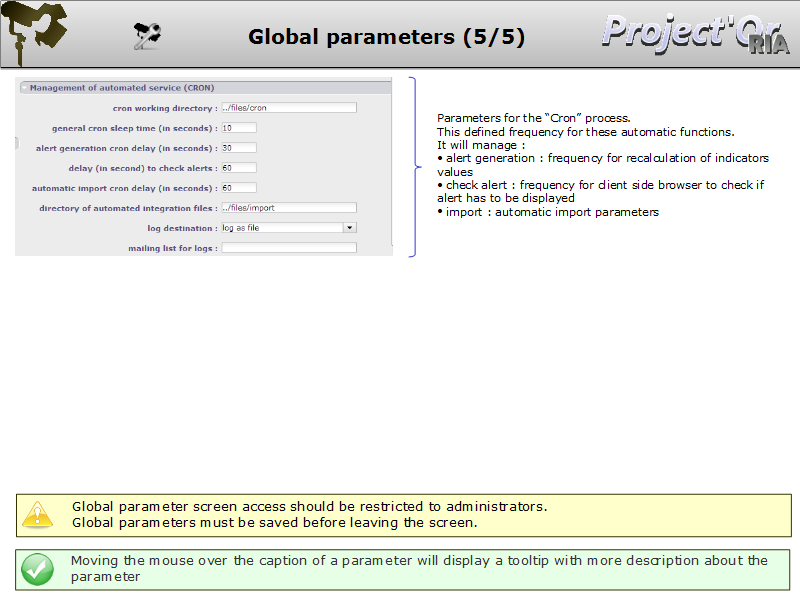 Global parameters (5/5)
Project'Or
RIA
Management of automated service (CRON)
cron working directory : ../files/cron
general cron sleep time (in seconds) : 10
alert generation cron delay (in seconds) : 30
delay (in second) to check alerts : 60
automatic import cron delay (in seconds) : 60
directory of automated integration files : ../files/import
log destination : log as file
mailing list for logs :
Parameters for the “Cron” process.
This defined frequency for these automatic functions.
It will manage :
• alert generation : frequency for recalculation of indicators
values
• check alert : frequency for client side browser to check if
alert has to be displayed
• import : automatic import parameters
Global parameter screen access should be restricted to administrators.
Global parameters must be saved before leaving the screen.
Moving the mouse over the caption of a parameter will display a tooltip with more description about the
parameter